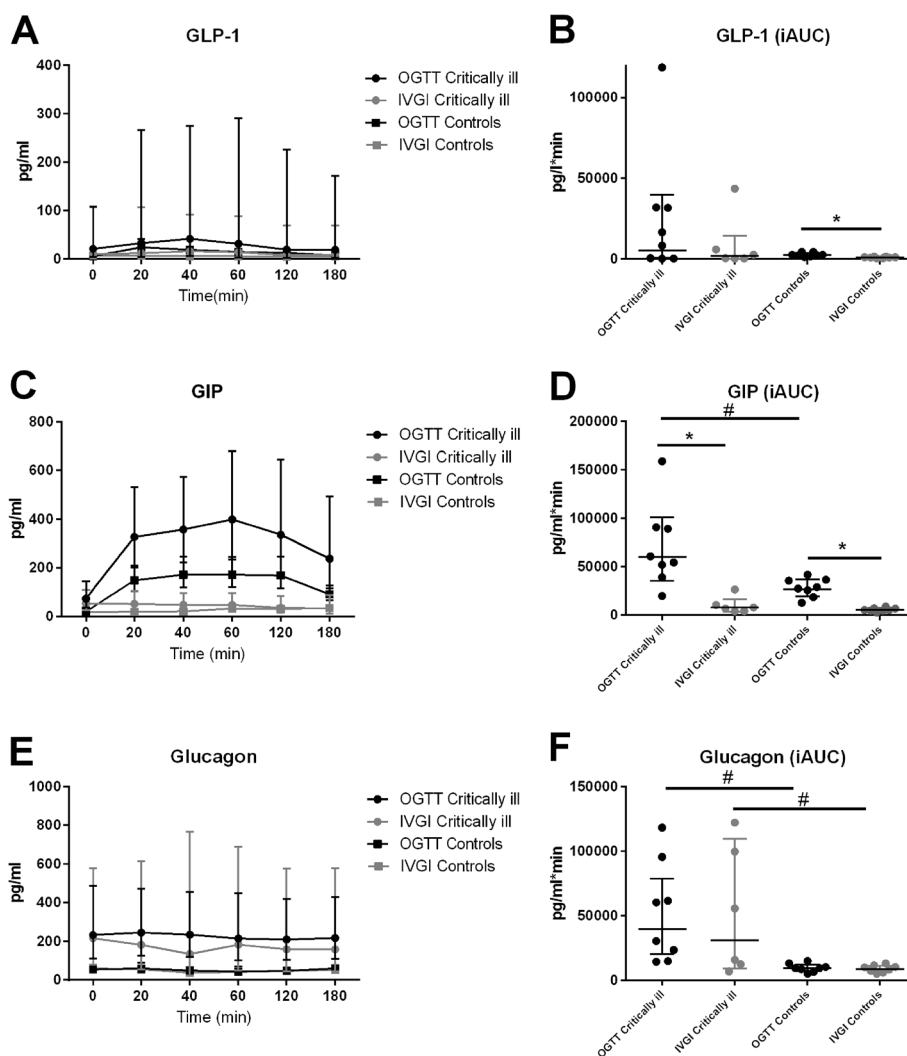 A
GLP-1
400
300
200
100
0
pg/ml
0 20 40 60 120 180
Time(min)
OGTT Critically ill
IVGI Critically ill
OGTT Controls
IVGI Controls
B
GLP-1 (iAUC)
100000
50000
0
pg/l*min
*
OGTT Critically ill
IVGI Critically ill
OGTT Controls
IVGI Controls
C
GIP
800
600
400
200
0
pg/ml
0 20 40 60 120 180
Time (min)
OGTT Critically ill
IVGI Critically ill
OGTT Controls
IVGI Controls
D
GIP (iAUC)
200000
150000
100000
50000
0
pg/ml*min
#
*
*
OGTT Critically ill
IVGI Critically ill
OGTT Controls
IVGI Controls
E
Glucagon
1000
800
600
400
200
0
pg/ml
0 20 40 60 120 180
Time (min)
OGTT Critically ill
IVGI Critically ill
OGTT Controls
IVGI Controls
F
Glucagon (iAUC)
150000
100000
50000
0
pg/ml*min
#
#
OGTT Critically ill
IVGI Critically ill
OGTT Controls
IVGI Controls